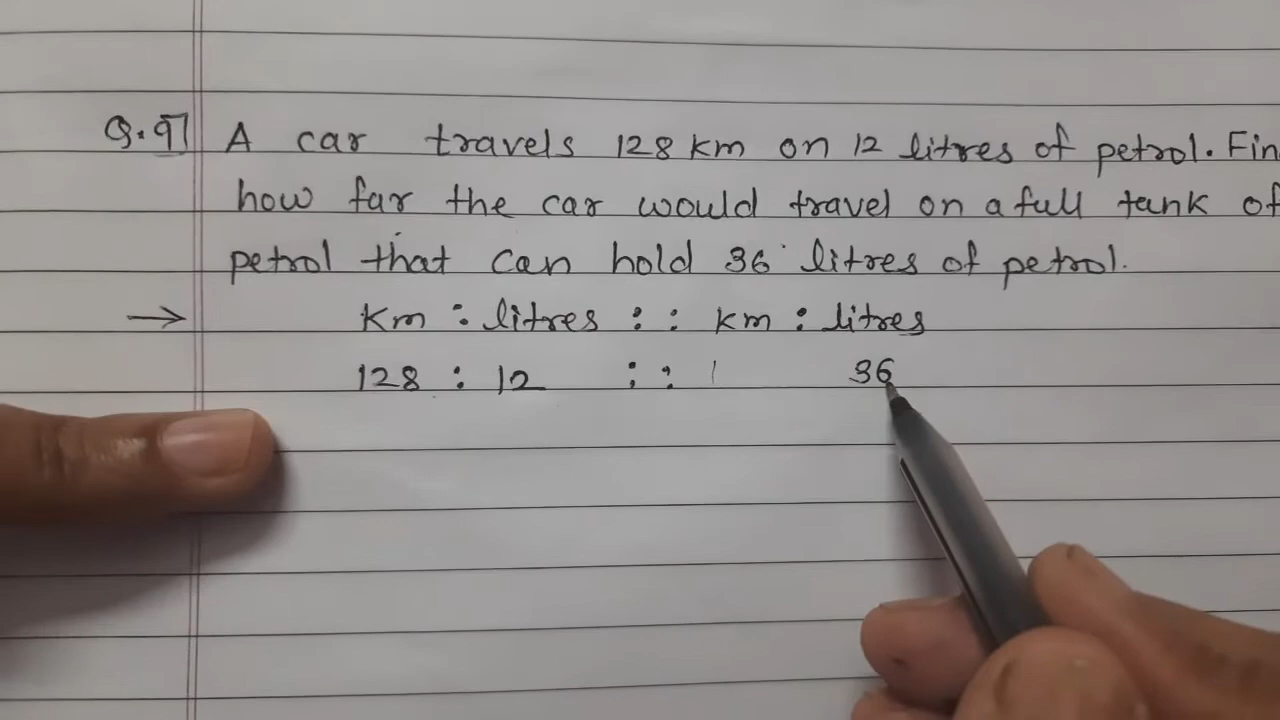 Q.97 A car travels 128 km on 12 litres of petrol. Fin
how far the car would travel on a full tank of
petrol that can hold 36 litres of petrol.
→ Km : litres : : km : litres
128 : 12 : : 36